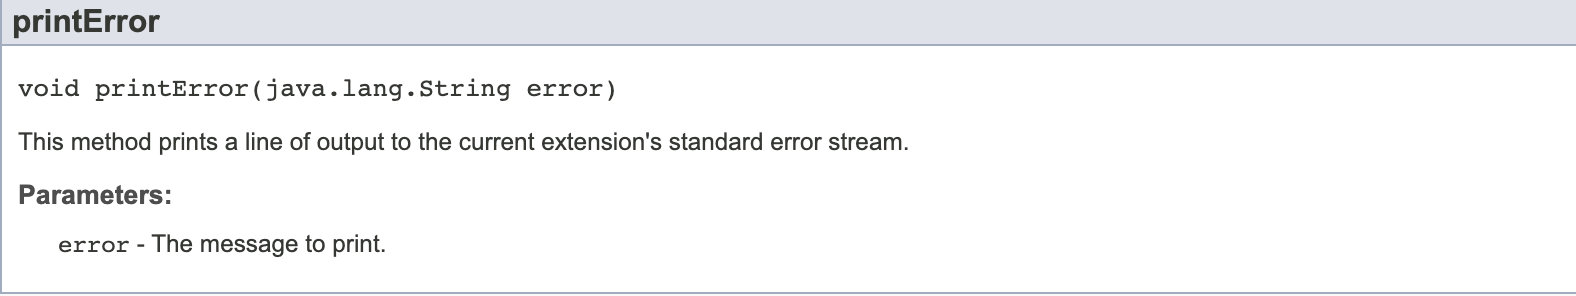 printError
void printError(java.lang.String error)
This method prints a line of output to the current extension's standard error stream.
Parameters:
error - The message to print.